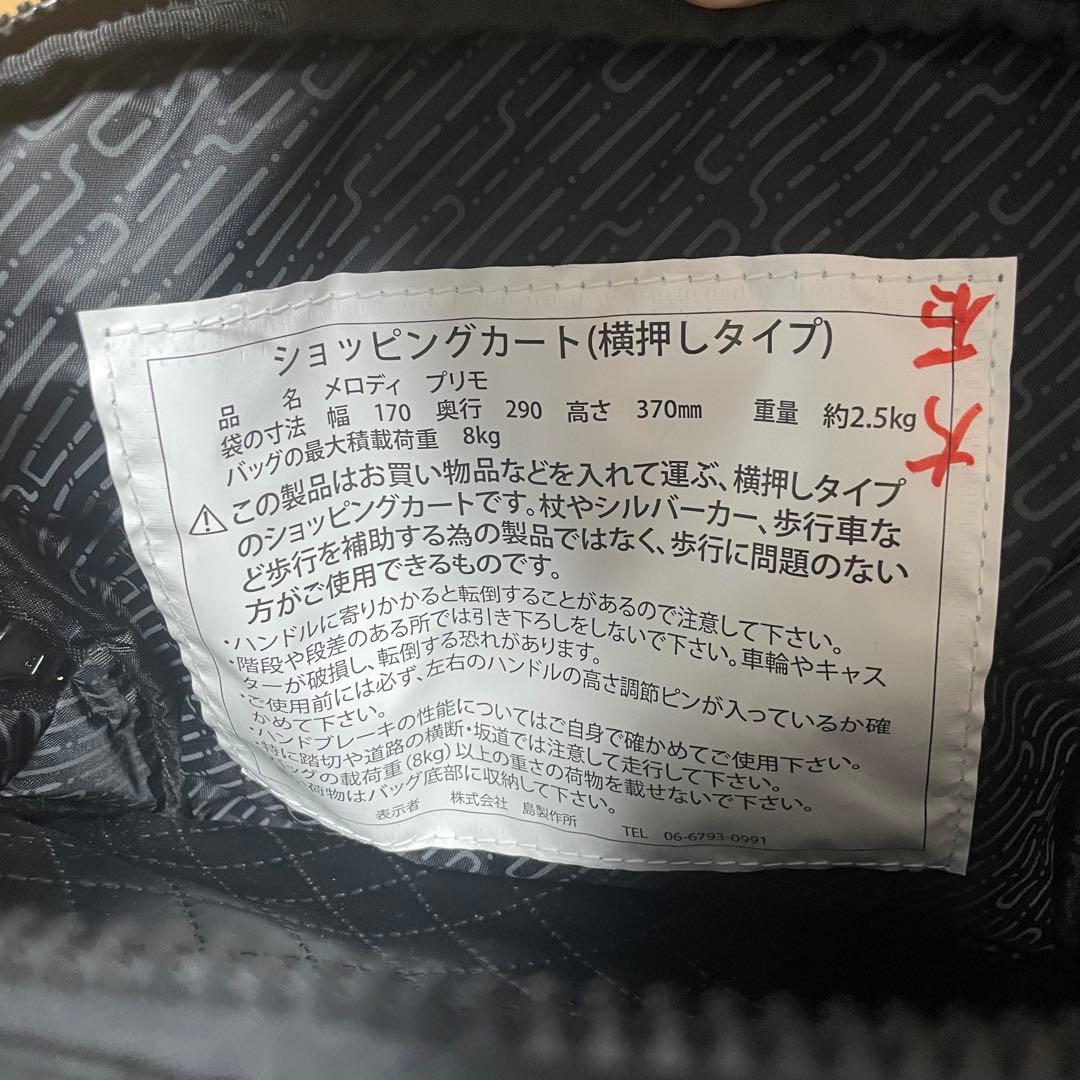 ショッピングカート(横押しタイプ)
品　名　メロディ　プリモ
袋の寸法　幅　170　奥行　290　高さ　370mm　重量　約2.5kg
バッグの最大積載荷重　8kg
この製品はお買い物品などを入れて運ぶ、横押しタイプ
のショッピングカートです。杖やシルバーカー、歩行車な
ど歩行を補助する為の製品ではなく、歩行に問題のない
方がご使用できるものです。
・ハンドルに寄りかかると転倒することがあるので注意して下さい。
・階段や段差のある所では引き下ろしをしないで下さい。車輪やキャス
ターが破損し、転倒する恐れがあります。
・ご使用前には必ず、左右のハンドルの高さ調節ピンが入っているか確
かめて下さい。
・ハンドブレーキの性能についてはご自身で確かめてご使用下さい。
特に踏切や道路の横断・坂道では注意して走行して下さい。
ッグの載荷重(8kg)以上の重さの荷物を載せないで下さい。
荷物はバッグ底部に収納して下さい。
表示者　株式会社　島製作所　TEL　06-6793-0991
大石